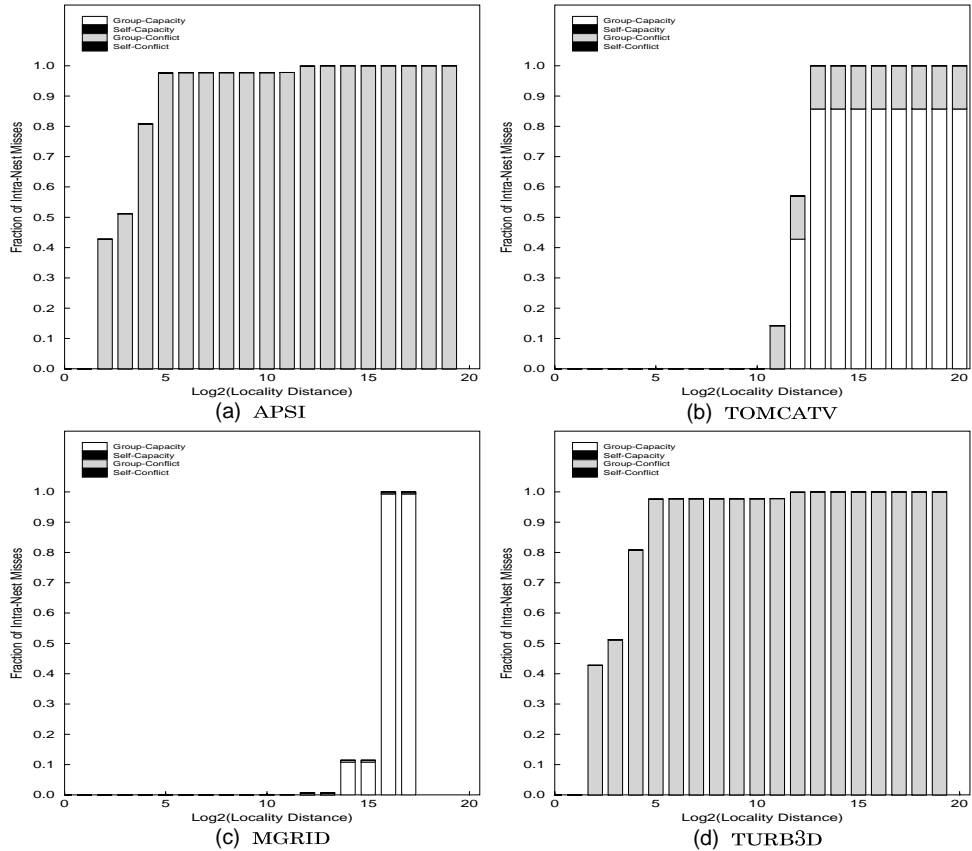 Group-Capacity
Self-Capacity
Group-Conflict
Self-Conflict
Fraction of Intra-Nest Misses
1.0
0.9
0.8
0.7
0.6
0.5
0.4
0.3
0.2
0.1
0.0
0 5 10 15 20
Log2(Locality Distance)
(a) APSI
Group-Capacity
Self-Capacity
Group-Conflict
Self-Conflict
Fraction of Intra-Nest Misses
1.0
0.9
0.8
0.7
0.6
0.5
0.4
0.3
0.2
0.1
0.0
0 5 10 15 20
Log2(Locality Distance)
(b) TOMCATV
Group-Capacity
Self-Capacity
Group-Conflict
Self-Conflict
Fraction of Intra-Nest Misses
1.0
0.9
0.8
0.7
0.6
0.5
0.4
0.3
0.2
0.1
0.0
0 5 10 15 20
Log2(Locality Distance)
(c) MGRID
Group-Capacity
Self-Capacity
Group-Conflict
Self-Conflict
Fraction of Intra-Nest Misses
1.0
0.9
0.8
0.7
0.6
0.5
0.4
0.3
0.2
0.1
0.0
0 5 10 15 20
Log2(Locality Distance)
(d) TURB3D